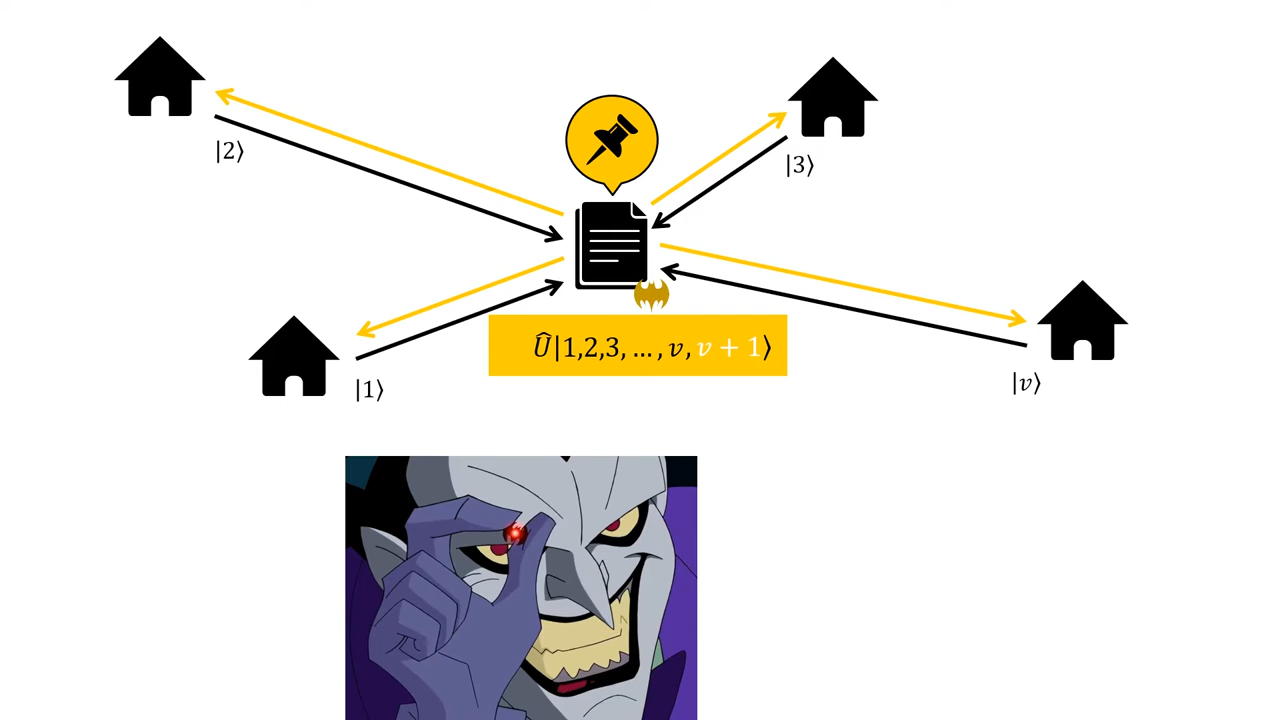 |2⟩
|3⟩
Û|1,2,3, … , 𝑣, 𝑣 + 1⟩
|1⟩
|𝑣⟩